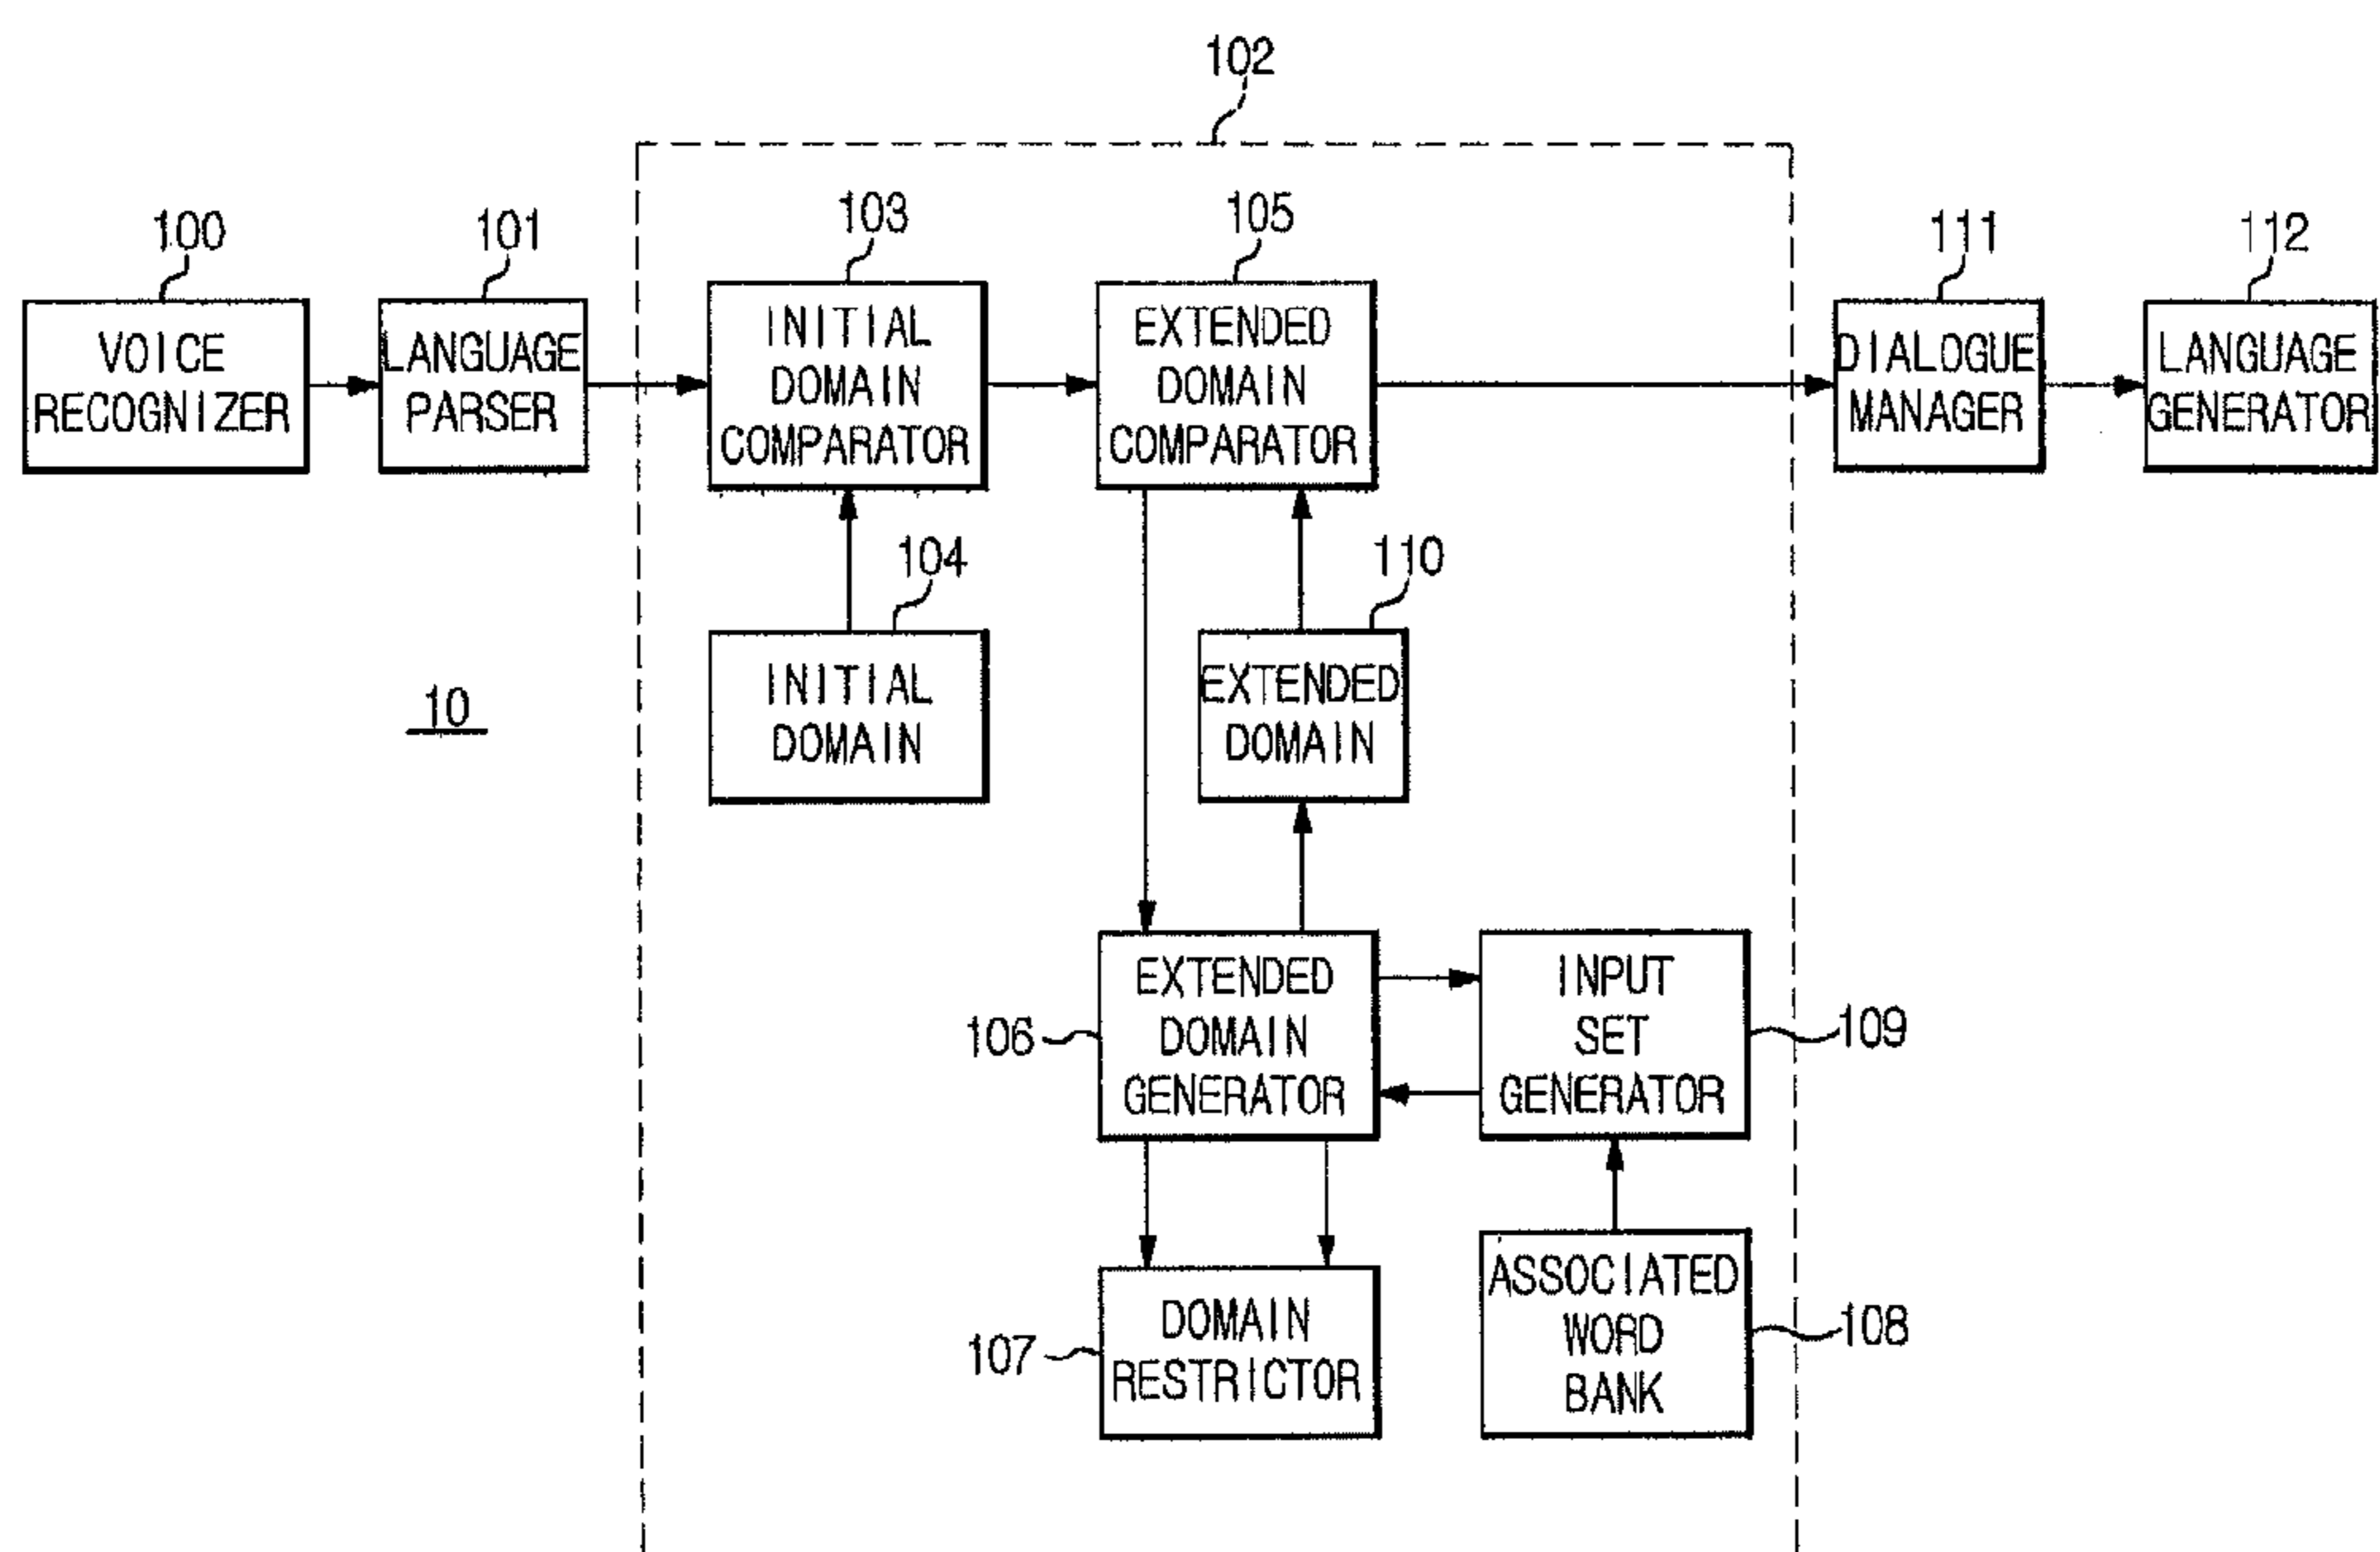 102
100
101
103
105
111
112
VOICE
RECOGNIZER
LANGUAGE
PARSER
INITIAL
DOMAIN
COMPARATOR
EXTENDED
DOMAIN
COMPARATOR
DIALOGUE
MANAGER
LANGUAGE
GENERATOR
104
110
10
INITIAL
DOMAIN
EXTENDED
DOMAIN
106
EXTENDED
DOMAIN
GENERATOR
INPUT
SET
GENERATOR
109
107
DOMAIN
RESTRICTOR
ASSOCIATED
WORD
BANK
108